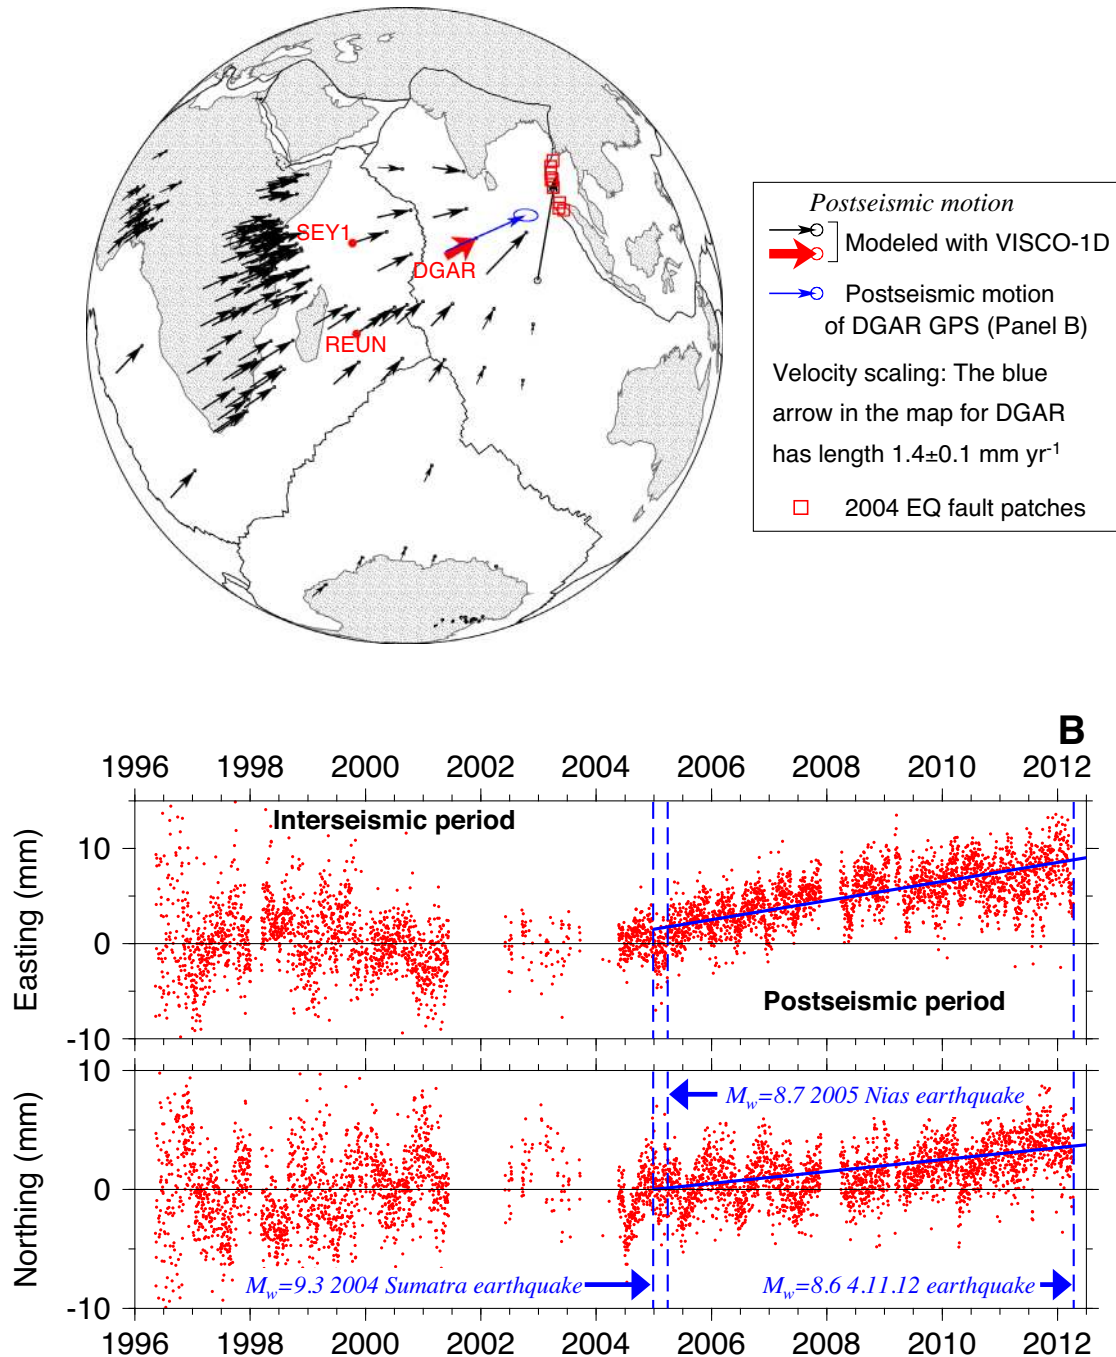 SEY1
DGAR
REUN
Postseismic motion
Modeled with VISCO-1D
Postseismic motion
of DGAR GPS (Panel B)
Velocity scaling: The blue
arrow in the map for DGAR
has length 1.4±0.1 mm yr⁻¹
2004 EQ fault patches
B
1996 1998 2000 2002 2004 2006 2008 2010 2012
Interseismic period
10
0
-10
Easting (mm)
Postseismic period
10
0
-10
Northing (mm)
M_w=8.7 2005 Nias earthquake
M_w=9.3 2004 Sumatra earthquake
M_w=8.6 4.11.12 earthquake
1996 1998 2000 2002 2004 2006 2008 2010 2012